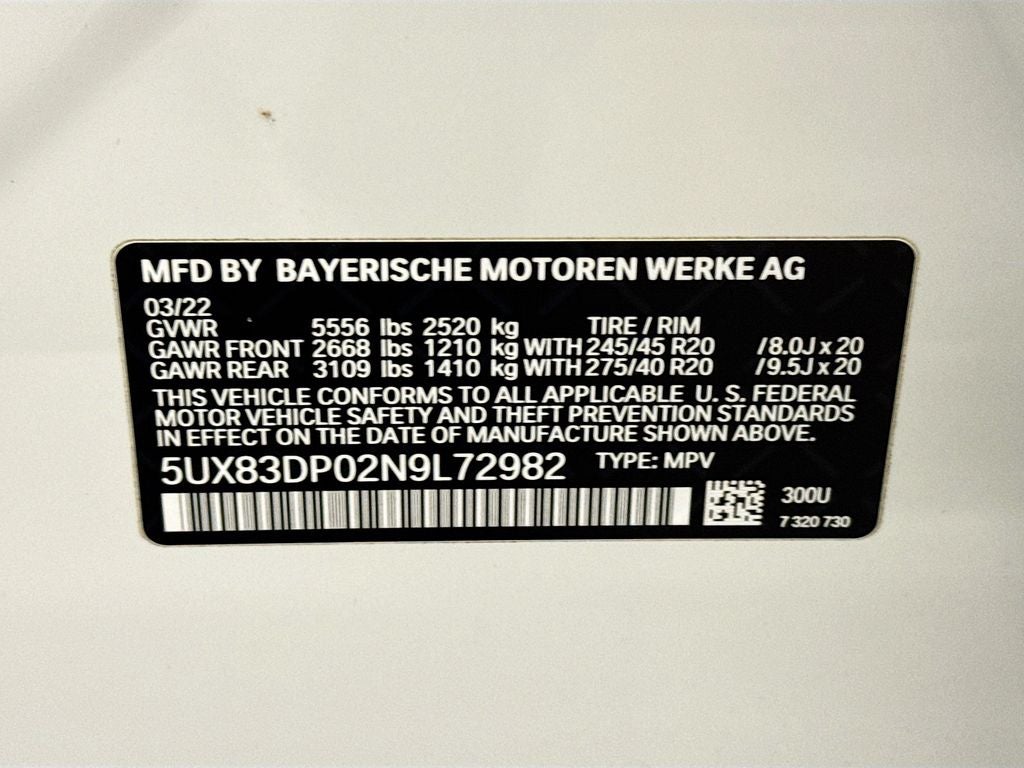 MFD BY BAYERISCHE MOTOREN WERKE AG
03/22
GVWR 5556 lbs 2520 kg TIRE / RIM
GAWR FRONT 2668 lbs 1210 kg WITH 245/45 R20 /8.0J x 20
GAWR REAR 3109 lbs 1410 kg WITH 275/40 R20 /9.5J x 20
THIS VEHICLE CONFORMS TO ALL APPLICABLE U. S. FEDERAL
MOTOR VEHICLE SAFETY AND THEFT PREVENTION STANDARDS
IN EFFECT ON THE DATE OF MANUFACTURE SHOWN ABOVE.
5UX83DP02N9L72982 TYPE: MPV
300U
7 320 730